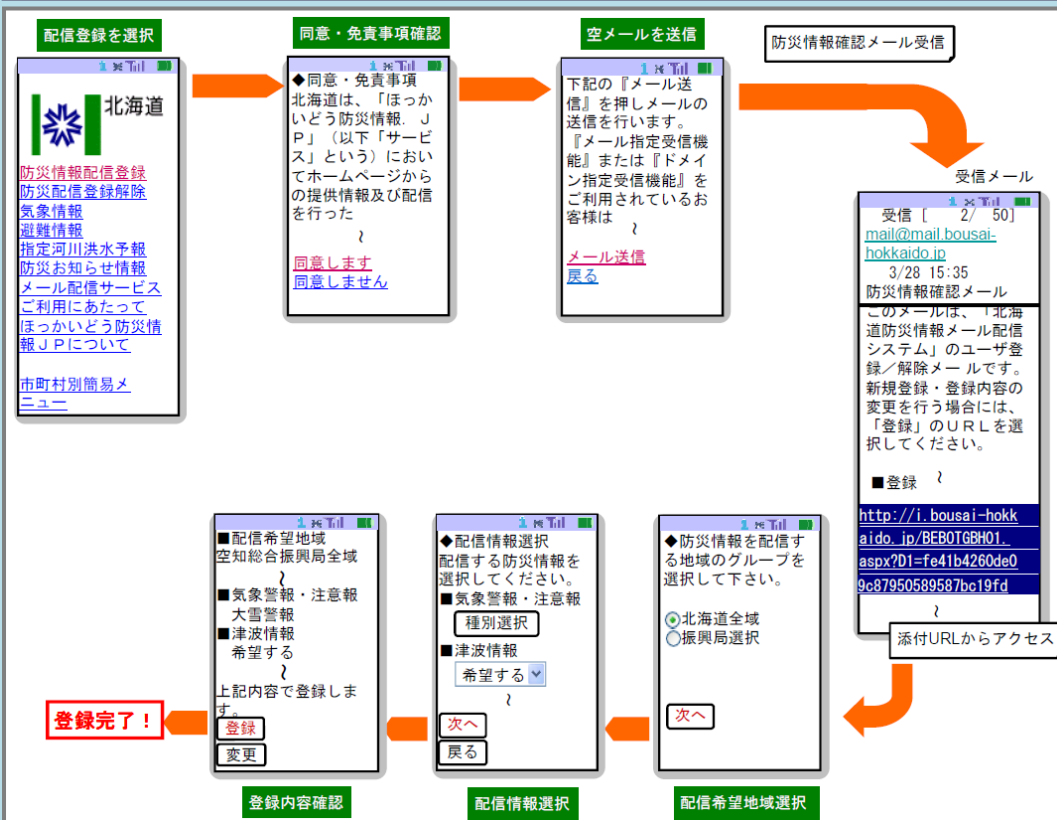 配信登録を選択
北海道
防災情報配信登録
防災配信登録解除
気象情報
避難情報
指定河川洪水予報
防災お知らせ情報
メール配信サービス
ご利用にあたって
ほっかいどう防災情
報JPについて
市町村別簡易メ
ニュー
同意・免責事項確認
◆同意・免責事項
北海道は、「ほっか
いどう防災情報．J
P」（以下「サービ
ス」という）におい
てホームページから
の提供情報及び配信
を行った
~
同意します
同意しません
空メールを送信
下記の『メール送
信』を押しメールの
送信を行います。
『メール指定受信機
能』または『ドメイ
ン指定受信機能』を
ご利用されているお
客様は
~
メール送信
戻る
防災情報確認メール受信
受信メール
受信 [ 2/ 50]
mail@mail.bousai-
hokkaido.jp
3/28 15:35
防災情報確認メール
このメールは、「北海
道防災情報メール配信
システム」のユーザ登
録／解除メールです。
新規登録・登録内容の
変更を行う場合には、
「登録」のURLを選
択してください。
■登録
~
http://i.bousai-hokk
aido.jp/BEBOTGBH01.
aspx?D1=fe41b4260de0
9c87950589587bc19fd
~
添付URLからアクセス
◆防災情報を配信す
る地域のグループを
選択して下さい。
北海道全域
振興局選択
次へ
配信希望地域選択
◆配信情報選択
配信する防災情報を
選択してください。
■気象警報・注意報
種別選択
■津波情報
希望する
~
次へ
戻る
配信情報選択
■配信希望地域
空知総合振興局全域
~
■気象警報・注意報
大雪警報
■津波情報
希望する
~
上記内容で登録しま
す。
登録
変更
登録内容確認
登録完了！